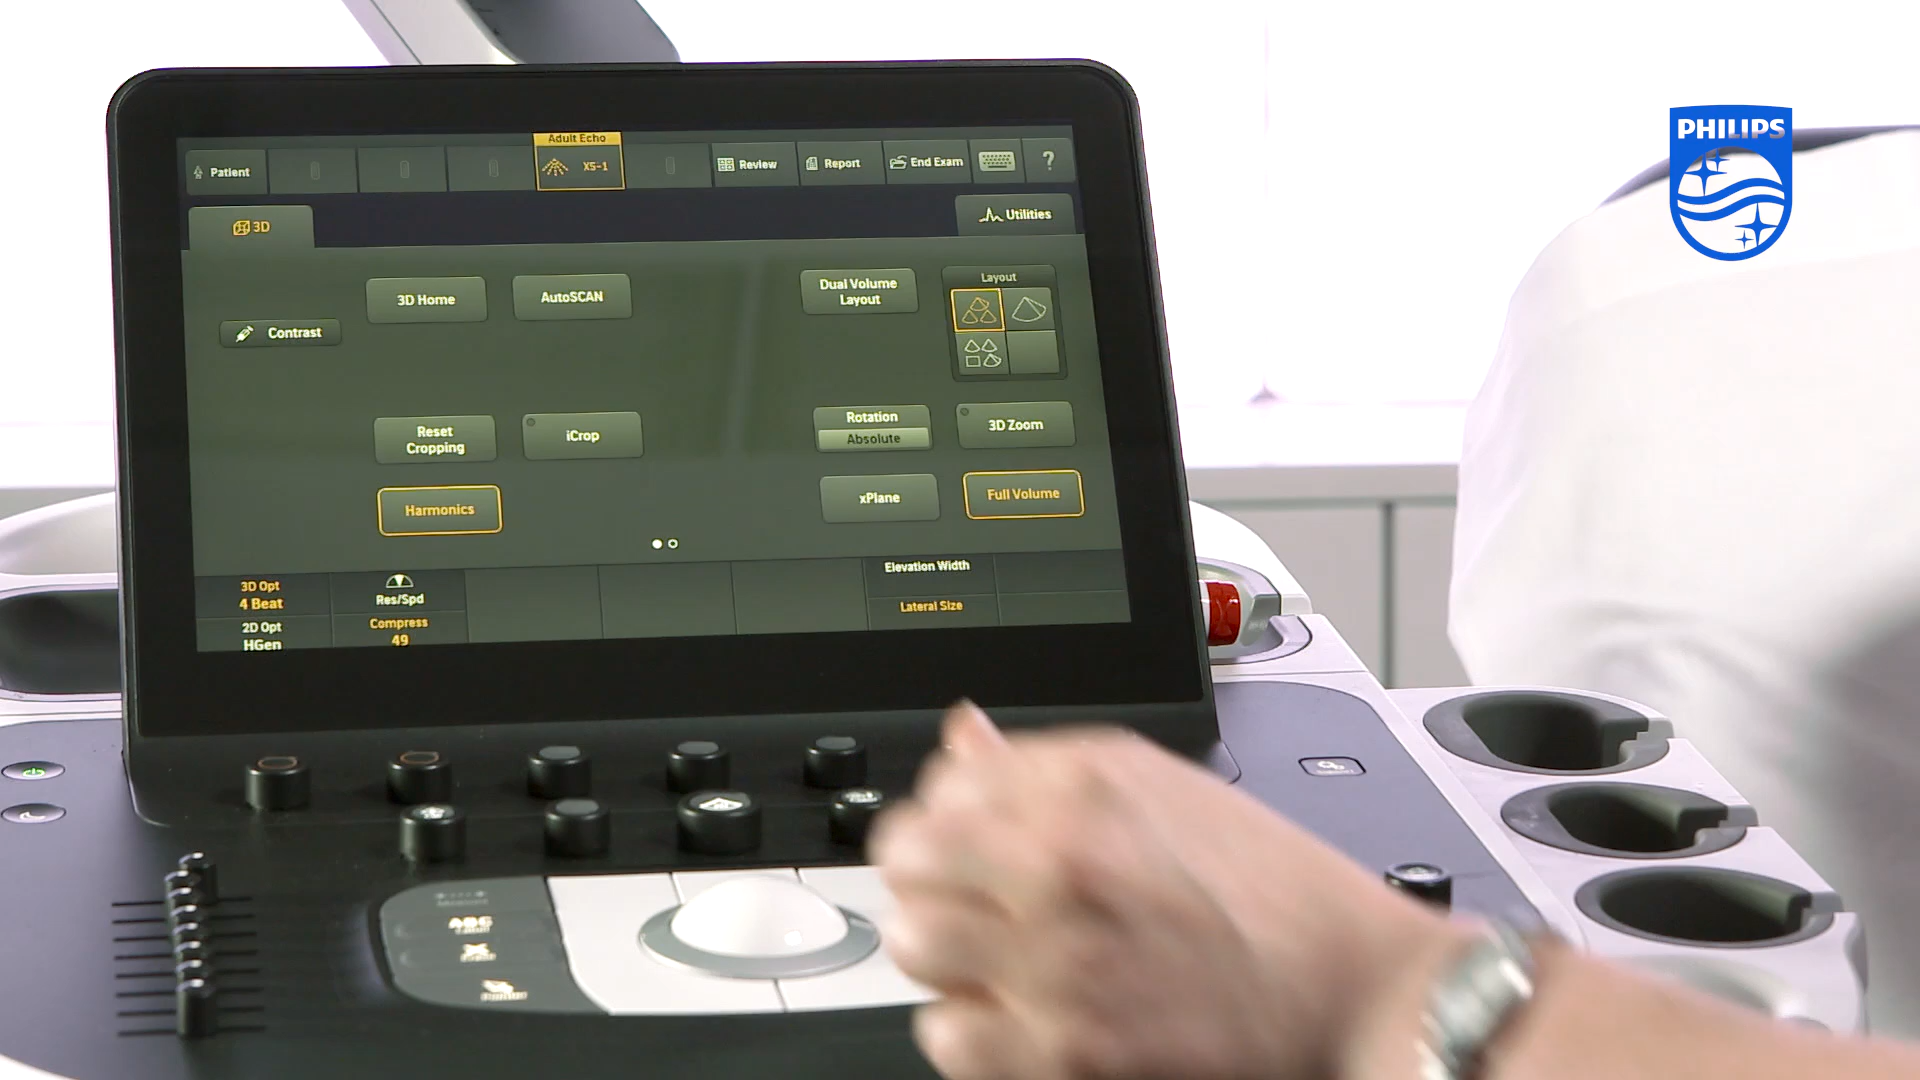 PHILIPS
Adult Echo
Patient
X5-1
Review
Report
End Exam
?
3D
Utilities
3D Home
AutoSCAN
Dual Volume
Layout
Layout
Contrast
Reset
Cropping
iCrop
Rotation
Absolute
3D Zoom
Harmonics
xPlane
Full Volume
3D Opt
4 Beat
Res/Spd
Elevation Width
2D Opt
HGen
Compress
49
Lateral Size
ABC
Pointer